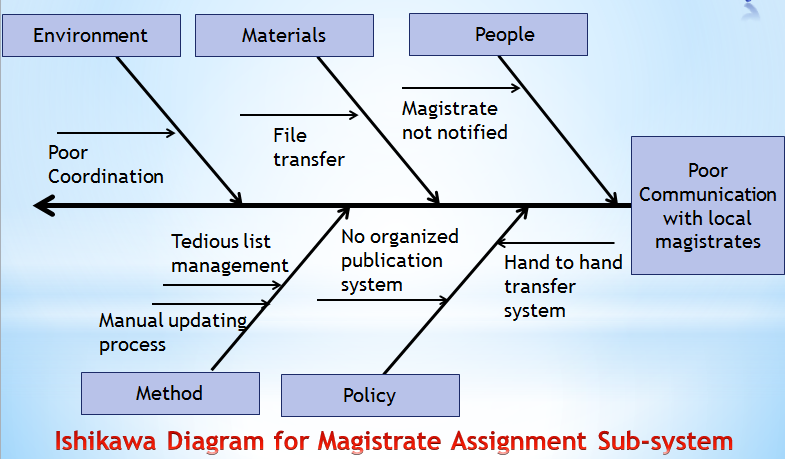 Environment
Materials
People
Poor
Coordination
File
transfer
Magistrate
not notified
Poor
Communication
with local
magistrates
Tedious list
management
Manual updating
process
No organized
publication
system
Hand to hand
transfer
system
Method
Policy
Ishikawa Diagram for Magistrate Assignment Sub-system